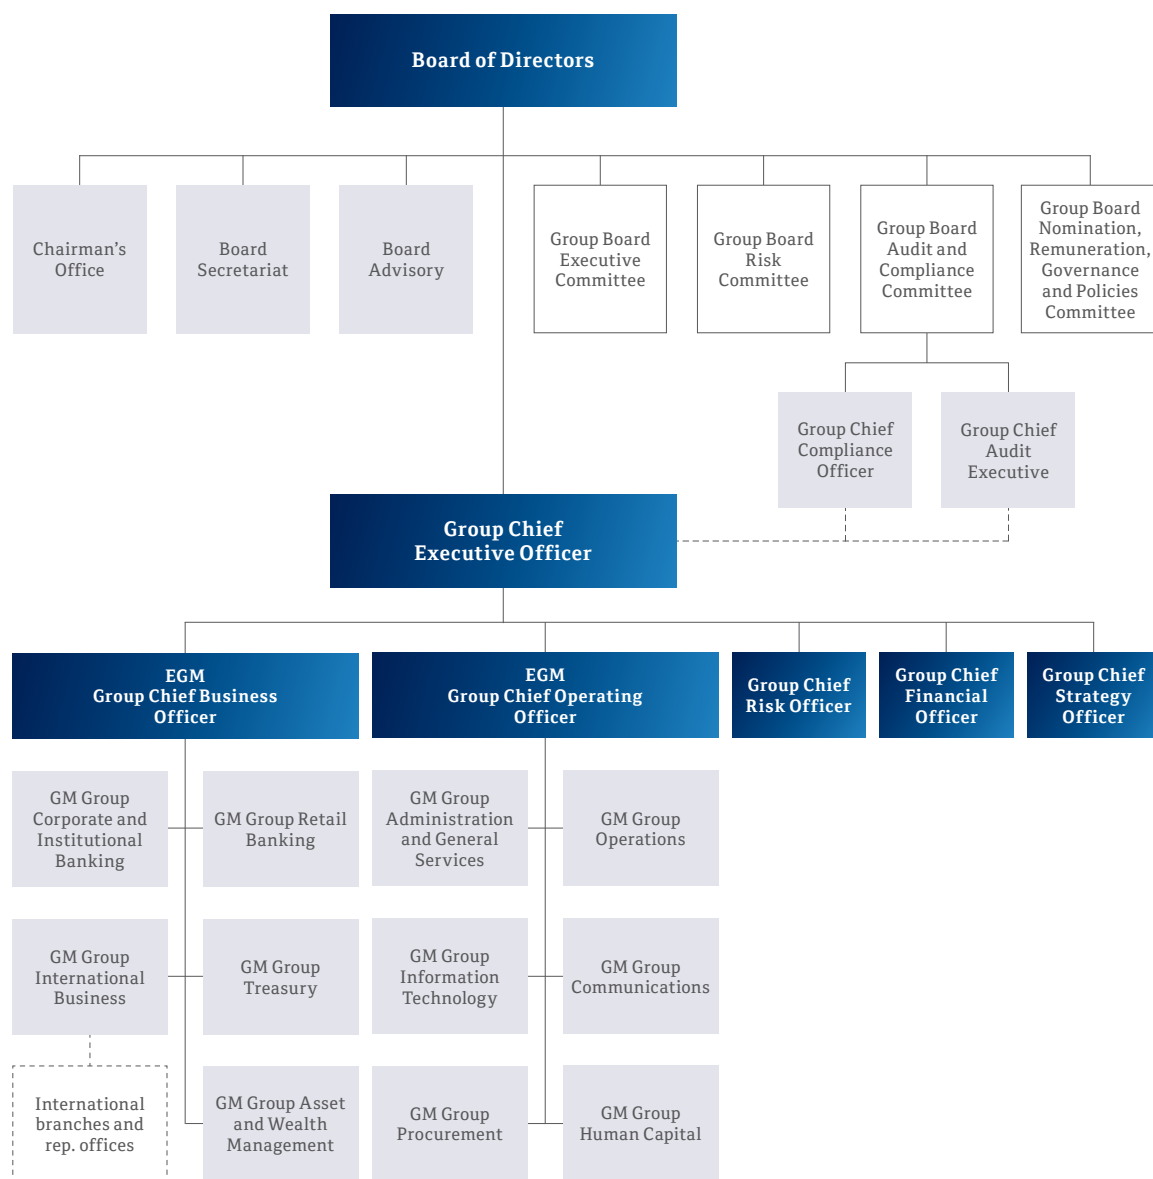 Board of Directors
Chairman's
Office
Board
Secretariat
Board
Advisory
Group Board
Executive
Committee
Group Board
Risk
Committee
Group Board
Audit and
Compliance
Committee
Group Board
Nomination,
Remuneration,
Governance
and Policies
Committee
Group Chief
Compliance
Officer
Group Chief
Audit
Executive
Group Chief
Executive Officer
EGM
Group Chief Business
Officer
EGM
Group Chief Operating
Officer
Group Chief
Risk Officer
Group Chief
Financial
Officer
Group Chief
Strategy
Officer
GM Group
Corporate and
Institutional
Banking
GM Group Retail
Banking
GM Group
Administration
and General
Services
GM Group
Operations
GM Group
International
Business
GM Group
Treasury
GM Group
Information
Technology
GM Group
Communications
International
branches and
rep. offices
GM Group Asset
and Wealth
Management
GM Group
Procurement
GM Group
Human Capital